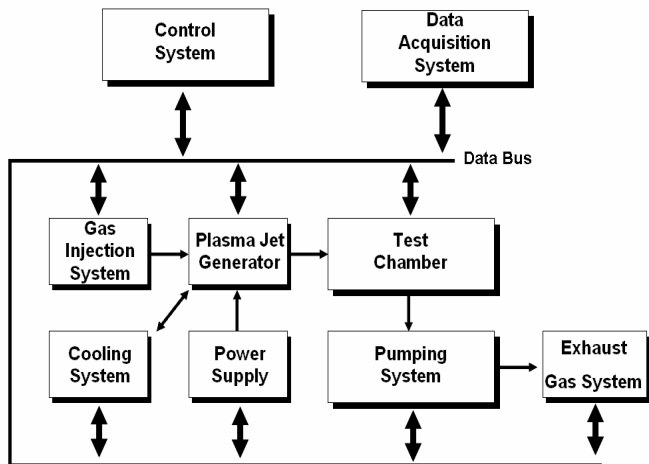 Control
System
Data
Acquisition
System
Data Bus
Gas
Injection
System
Plasma Jet
Generator
Test
Chamber
Cooling
System
Power
Supply
Pumping
System
Exhaust
Gas System